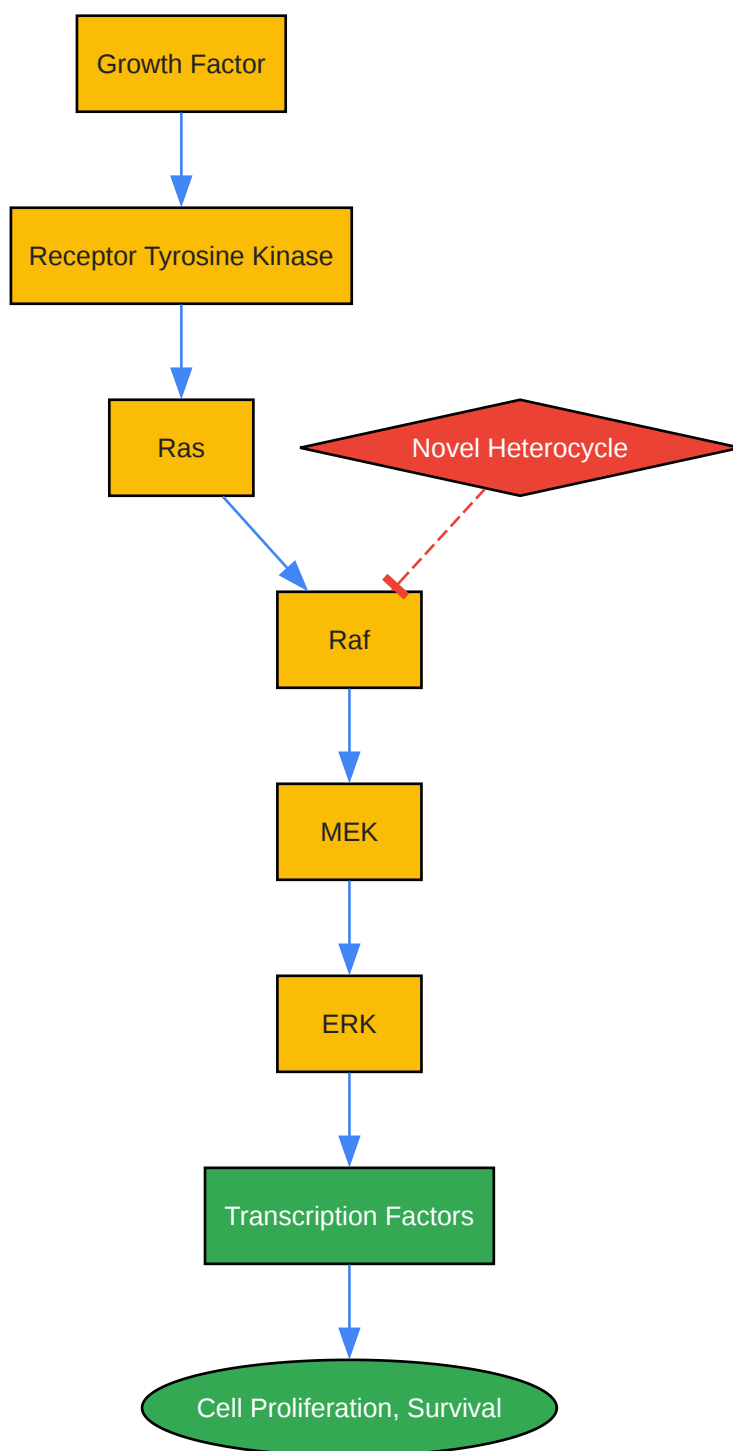 Growth Factor
Receptor Tyrosine Kinase
Ras
Novel Heterocycle
Raf
MEK
ERK
Transcription Factors
Cell Proliferation, Survival